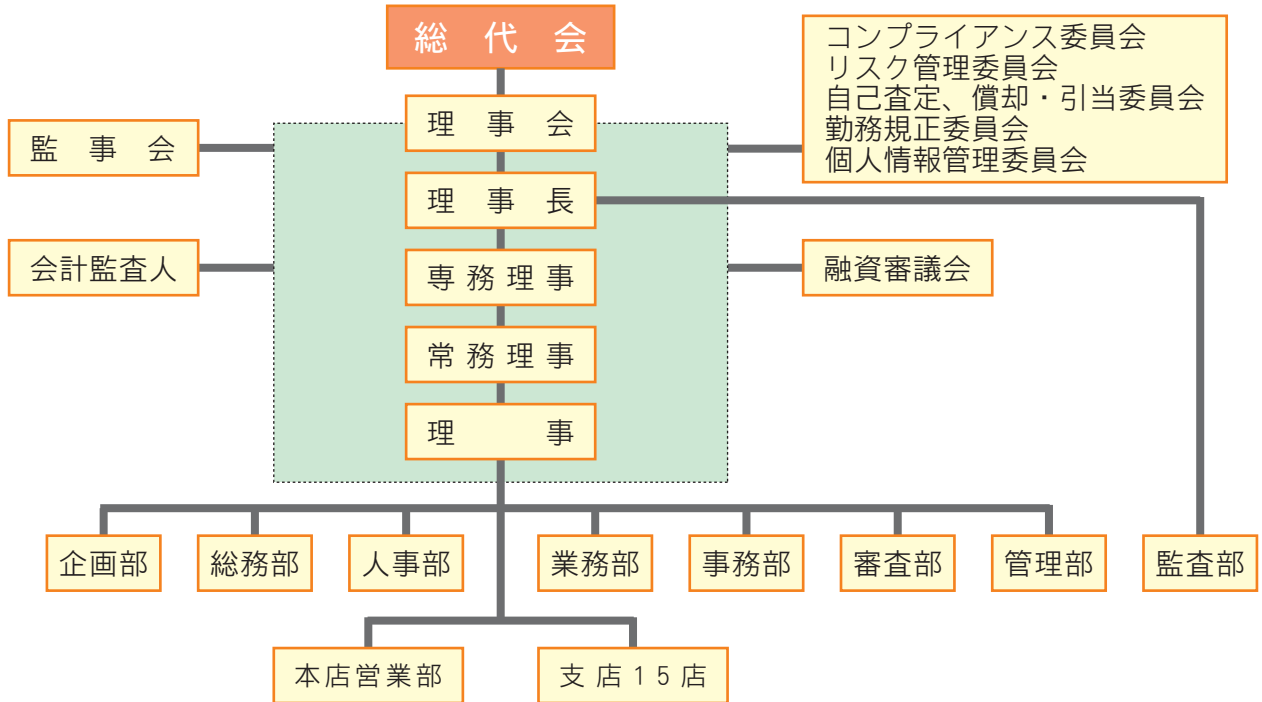 総代会
コンプライアンス委員会
リスク管理委員会
自己査定、償却・引当委員会
勤務規正委員会
個人情報管理委員会
理事会
監事会
理事長
会計監査人
専務理事
融資審議会
常務理事
理事
企画部
総務部
人事部
業務部
事務部
審査部
管理部
監査部
本店営業部
支店15店